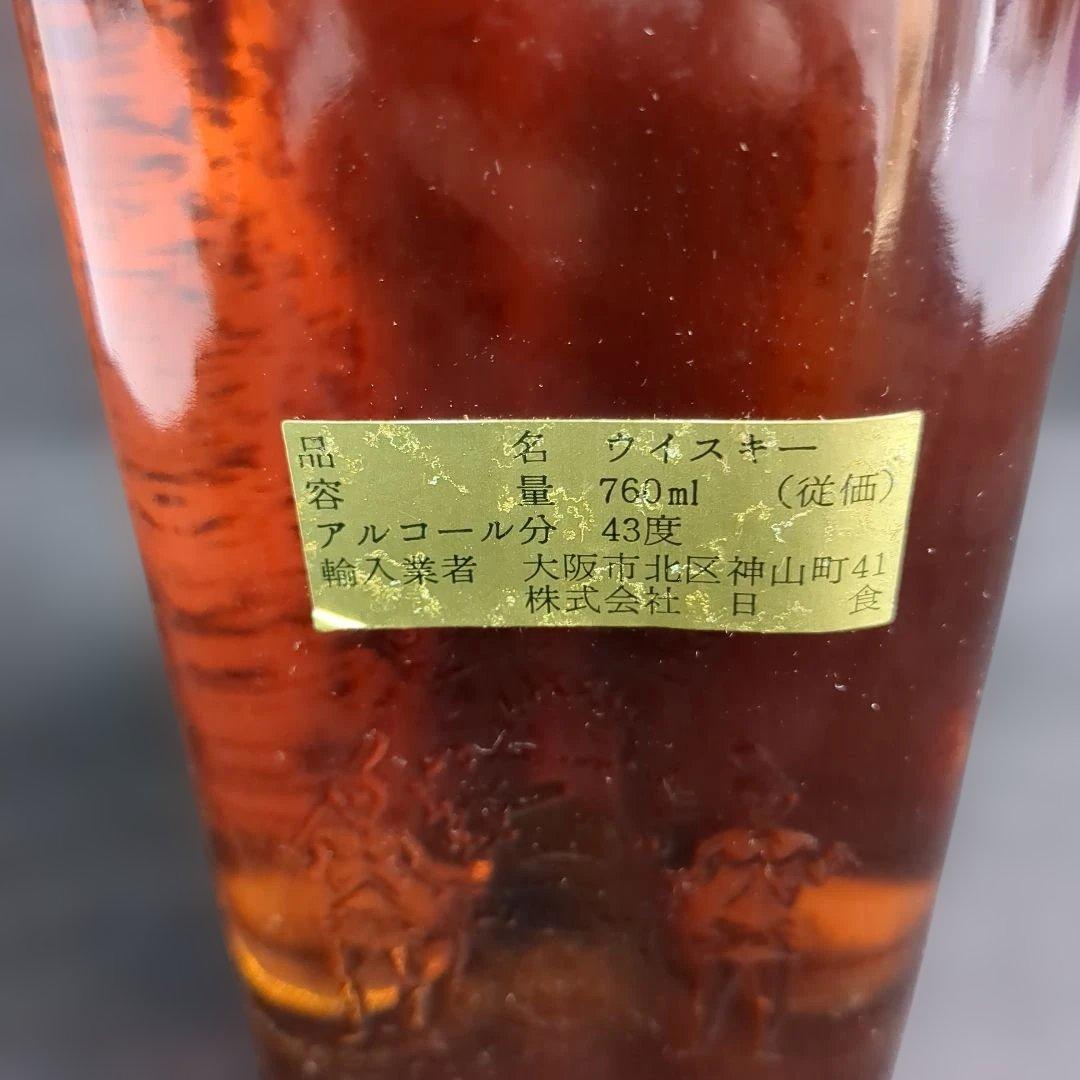 品名 ウイスキー
容量 760ml (従価)
アルコール分 43度
輸入業者 大阪市北区神山町41
株式会社 日食